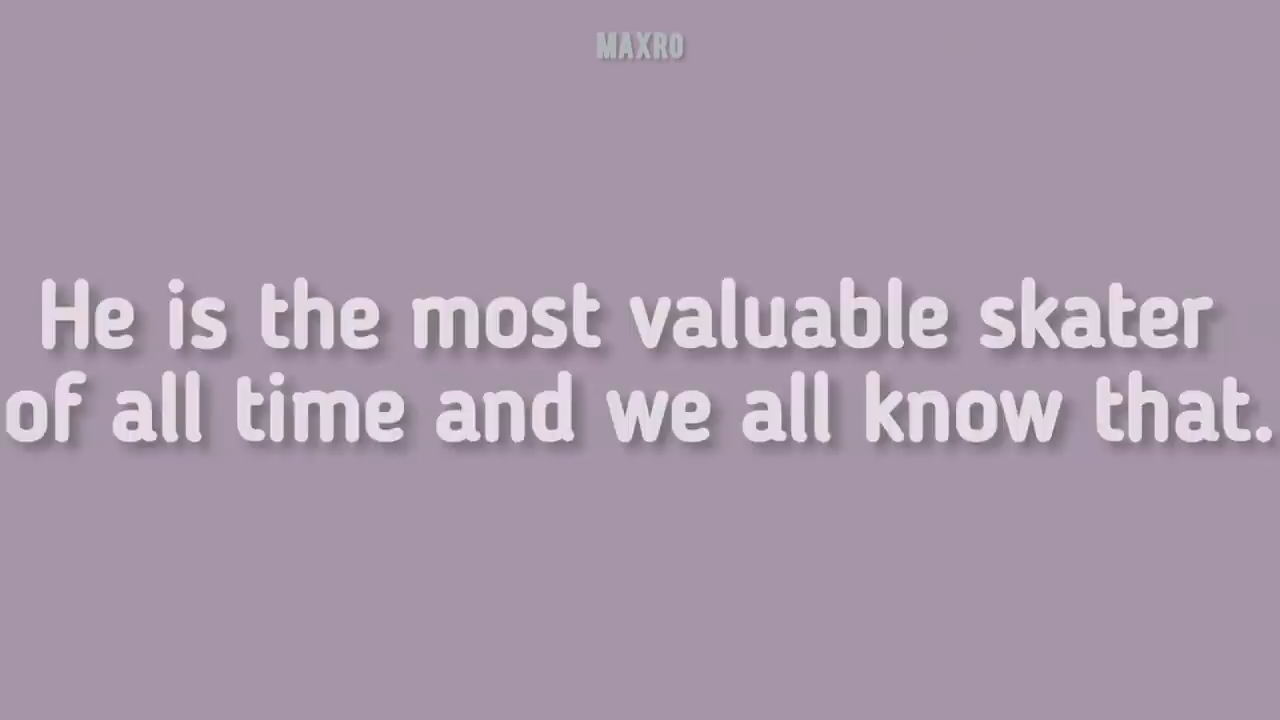 MAXRO
He is the most valuable skater
of all time and we all know that.